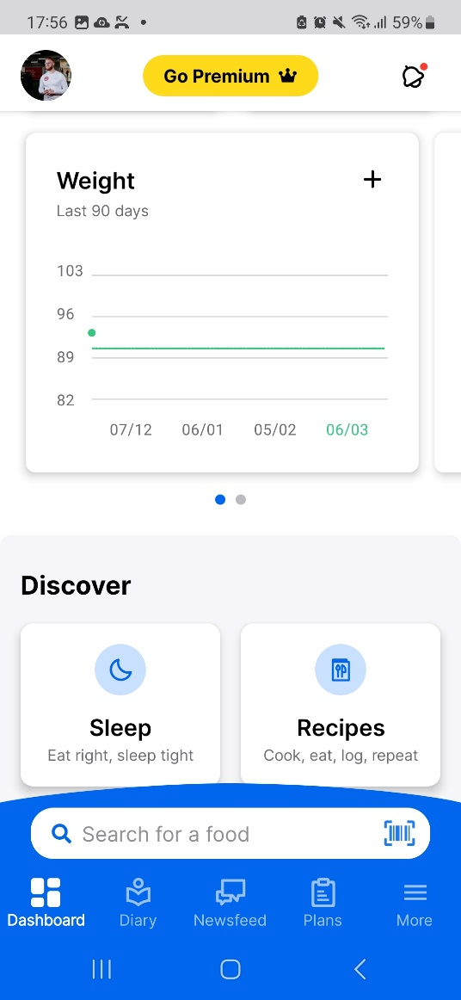 17:56 59%
Go Premium
Weight
Last 90 days
103
96
89
82
07/12 06/01 05/02 06/03
Discover
Sleep
Eat right, sleep tight
Recipes
Cook, eat, log, repeat
Search for a food
Dashboard Diary Newsfeed Plans More